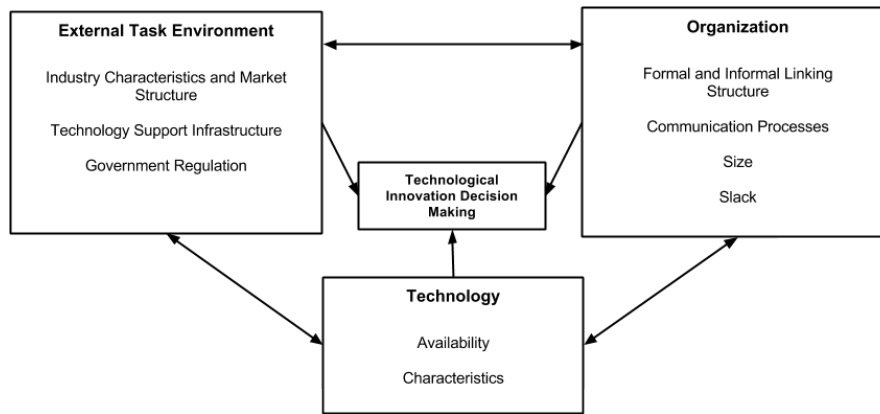 External Task Environment
Industry Characteristics and Market
Structure
Technology Support Infrastructure
Government Regulation
Organization
Formal and Informal Linking
Structure
Communication Processes
Size
Slack
Technological
Innovation Decision
Making
Technology
Availability
Characteristics